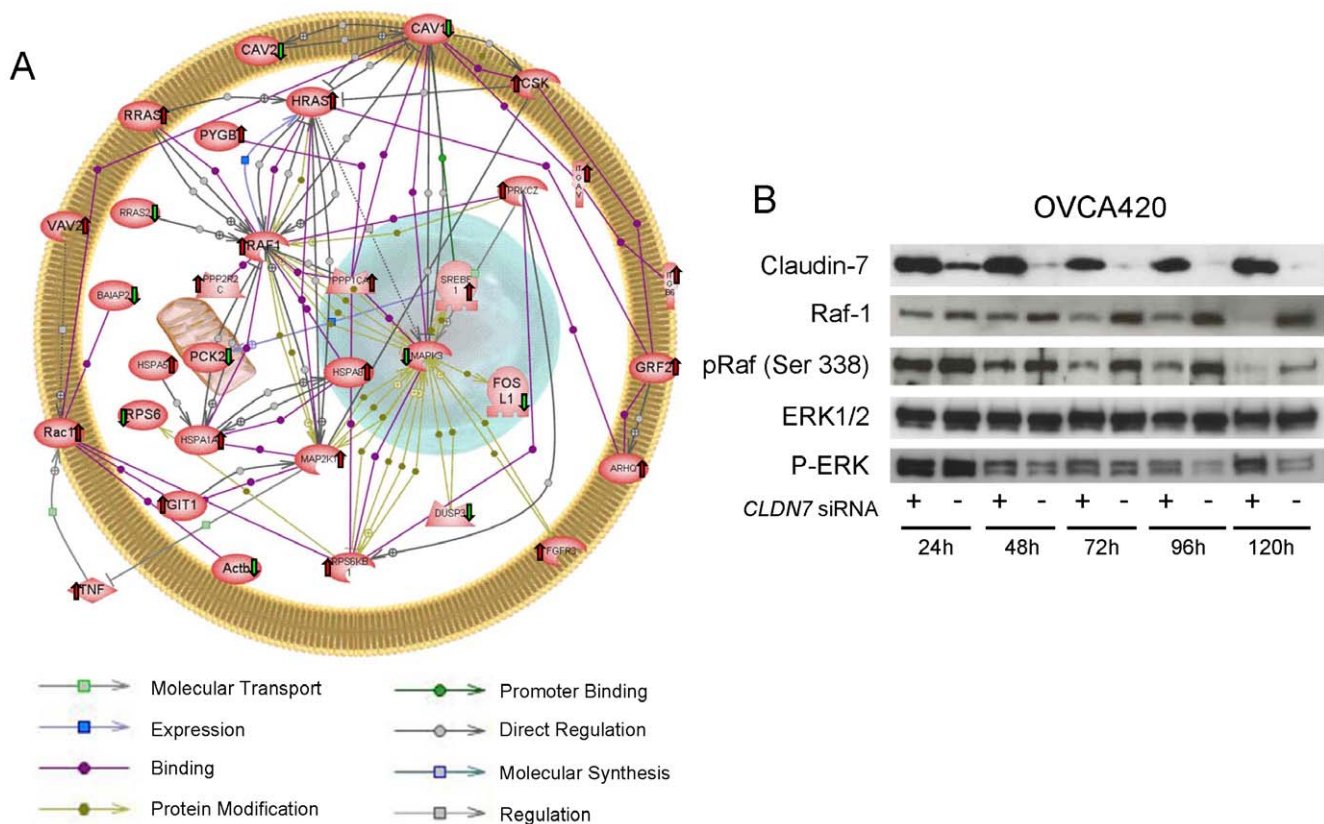 A
CAV1
CAV2
CSK
HRAS
RRAS
PYGB
PRKCZ
RRAS2
VAV2
RAF1
PPP2R2
C
PPP1CA
SREBF
1
BAIAP2
PCK2
MAPK3
HSPA5
HSPA8
GRF2
FOS
L1
RPS6
Rac1
HSPA1A
MAP2K1
ARHQ
GIT1
DUSP3
Actb
RPS6KB
1
FGFR3
TNF
Molecular Transport
Expression
Binding
Protein Modification
Promoter Binding
Direct Regulation
Molecular Synthesis
Regulation
B
OVCA420
Claudin-7
Raf-1
pRaf (Ser 338)
ERK1/2
P-ERK
CLDN7 siRNA + - + - + - + - + -
24h 48h 72h 96h 120h